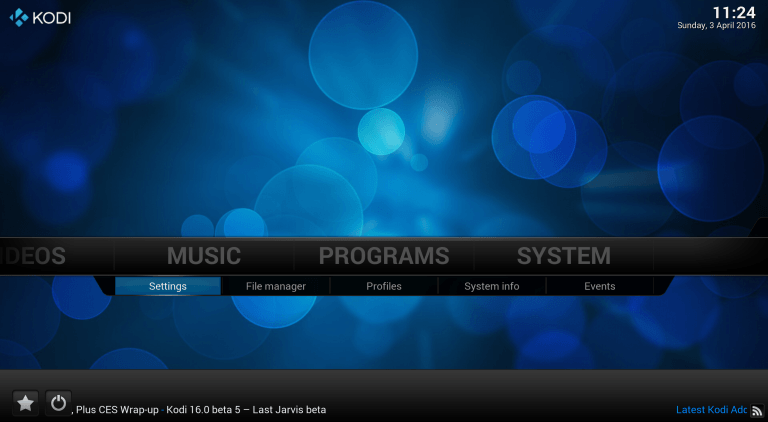 KODI
11:24
Sunday, 3 April 2016
DEOS MUSIC PROGRAMS SYSTEM
Settings File manager Profiles System info Events
, Plus CES Wrap-up - Kodi 16.0 beta 5 – Last Jarvis beta
Latest Kodi Add